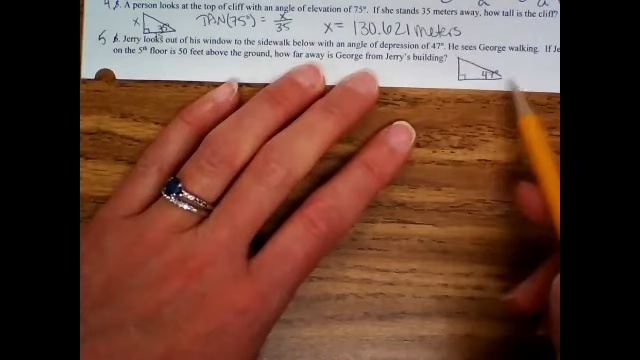 4. A person looks at the top of cliff with an angle of elevation of 75°. If she stands 35 meters away, how tall is the cliff?
x TAN(75°) = x/35 x = 130.621 meters
5 Jerry looks out of his window to the sidewalk below with an angle of depression of 47°. He sees George walking. If Je
on the 5th floor is 50 feet above the ground, how far away is George from Jerry's building?
47°